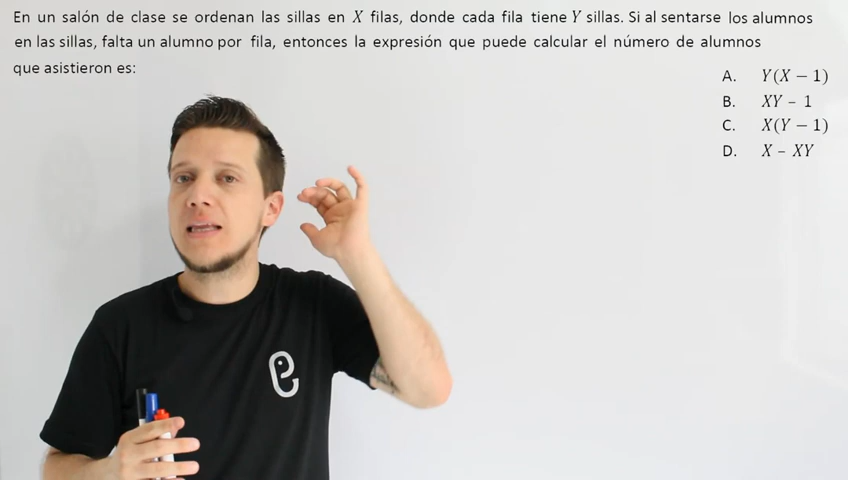 En un salón de clase se ordenan las sillas en X filas, donde cada fila tiene Y sillas. Si al sentarse los alumnos
en las sillas, falta un alumno por fila, entonces la expresión que puede calcular el número de alumnos
que asistieron es:
A. Y(X − 1)
B. XY − 1
C. X(Y − 1)
D. X − XY